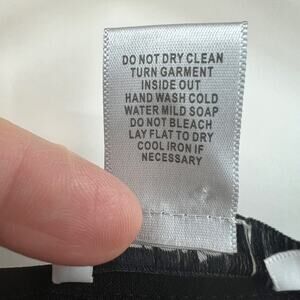 DO NOT DRY CLEAN
TURN GARMENT
INSIDE OUT
HAND WASH COLD
WATER MILD SOAP
DO NOT BLEACH
LAY FLAT TO DRY
COOL IRON IF
NECESSARY